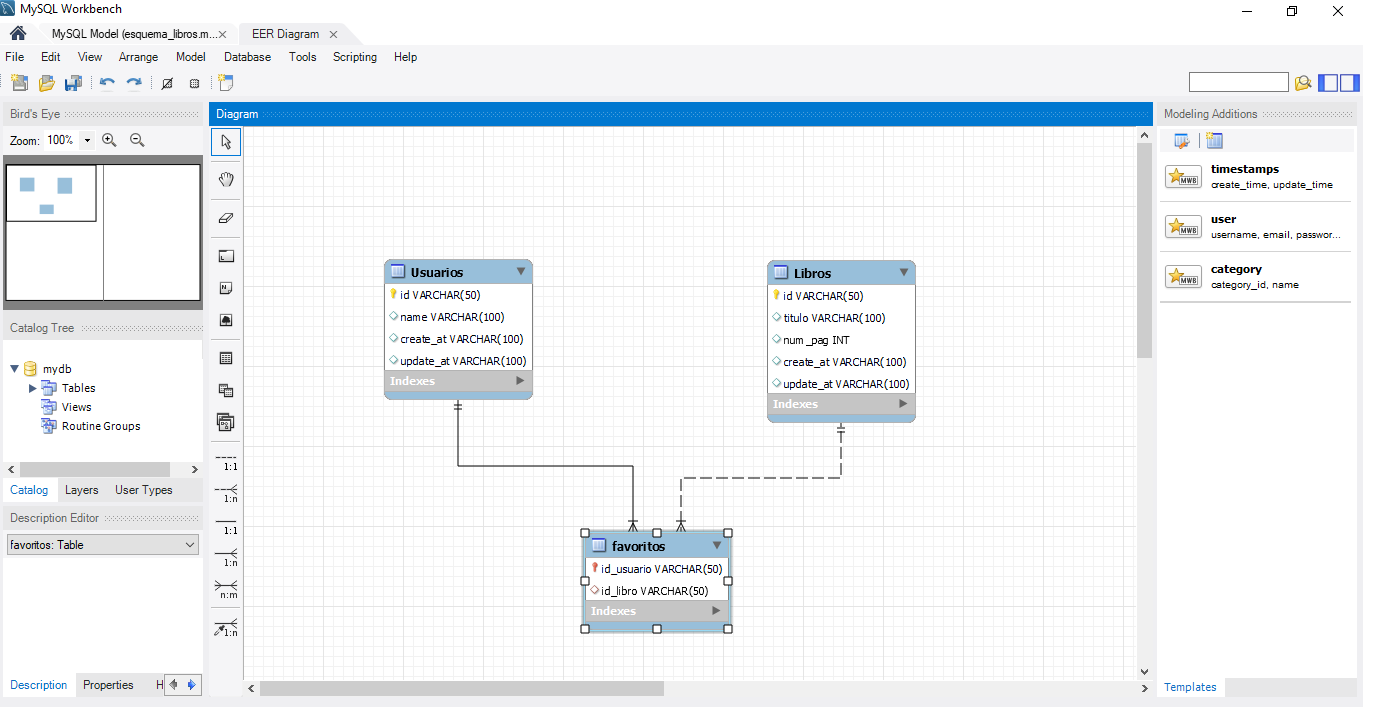 MySQL Workbench
MySQL Model (esquema_libros.m...
EER Diagram
File Edit View Arrange Model Database Tools Scripting Help
Bird's Eye
Zoom: 100%
Catalog Tree
mydb
Tables
Views
Routine Groups
Catalog Layers User Types
Description Editor
favoritos: Table
Description Properties H
Diagram
1:1
1:n
1:1
1:n
n:m
1:n
Usuarios
id VARCHAR(50)
name VARCHAR(100)
create_at VARCHAR(100)
update_at VARCHAR(100)
Indexes
Libros
id VARCHAR(50)
titulo VARCHAR(100)
num_pag INT
create_at VARCHAR(100)
update_at VARCHAR(100)
Indexes
favoritos
id_usuario VARCHAR(50)
id_libro VARCHAR(50)
Indexes
Modeling Additions
MWB
timestamps
create_time, update_time
MWB
user
username, email, passwor...
MWB
category
category_id, name
Templates